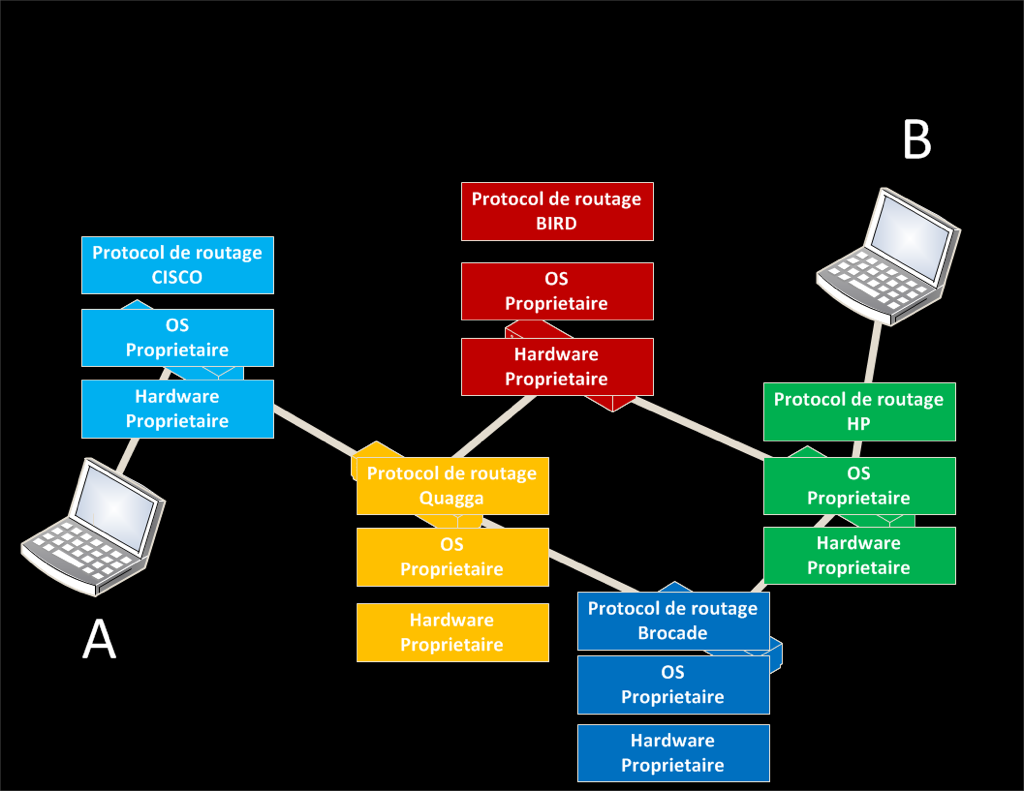 B
Protocol de routage
BIRD
OS
Proprietaire
Hardware
Proprietaire
Protocol de routage
CISCO
OS
Proprietaire
Hardware
Proprietaire
Protocol de routage
HP
OS
Proprietaire
Hardware
Proprietaire
Protocol de routage
Quagga
OS
Proprietaire
Hardware
Proprietaire
Protocol de routage
Brocade
OS
Proprietaire
Hardware
Proprietaire
A